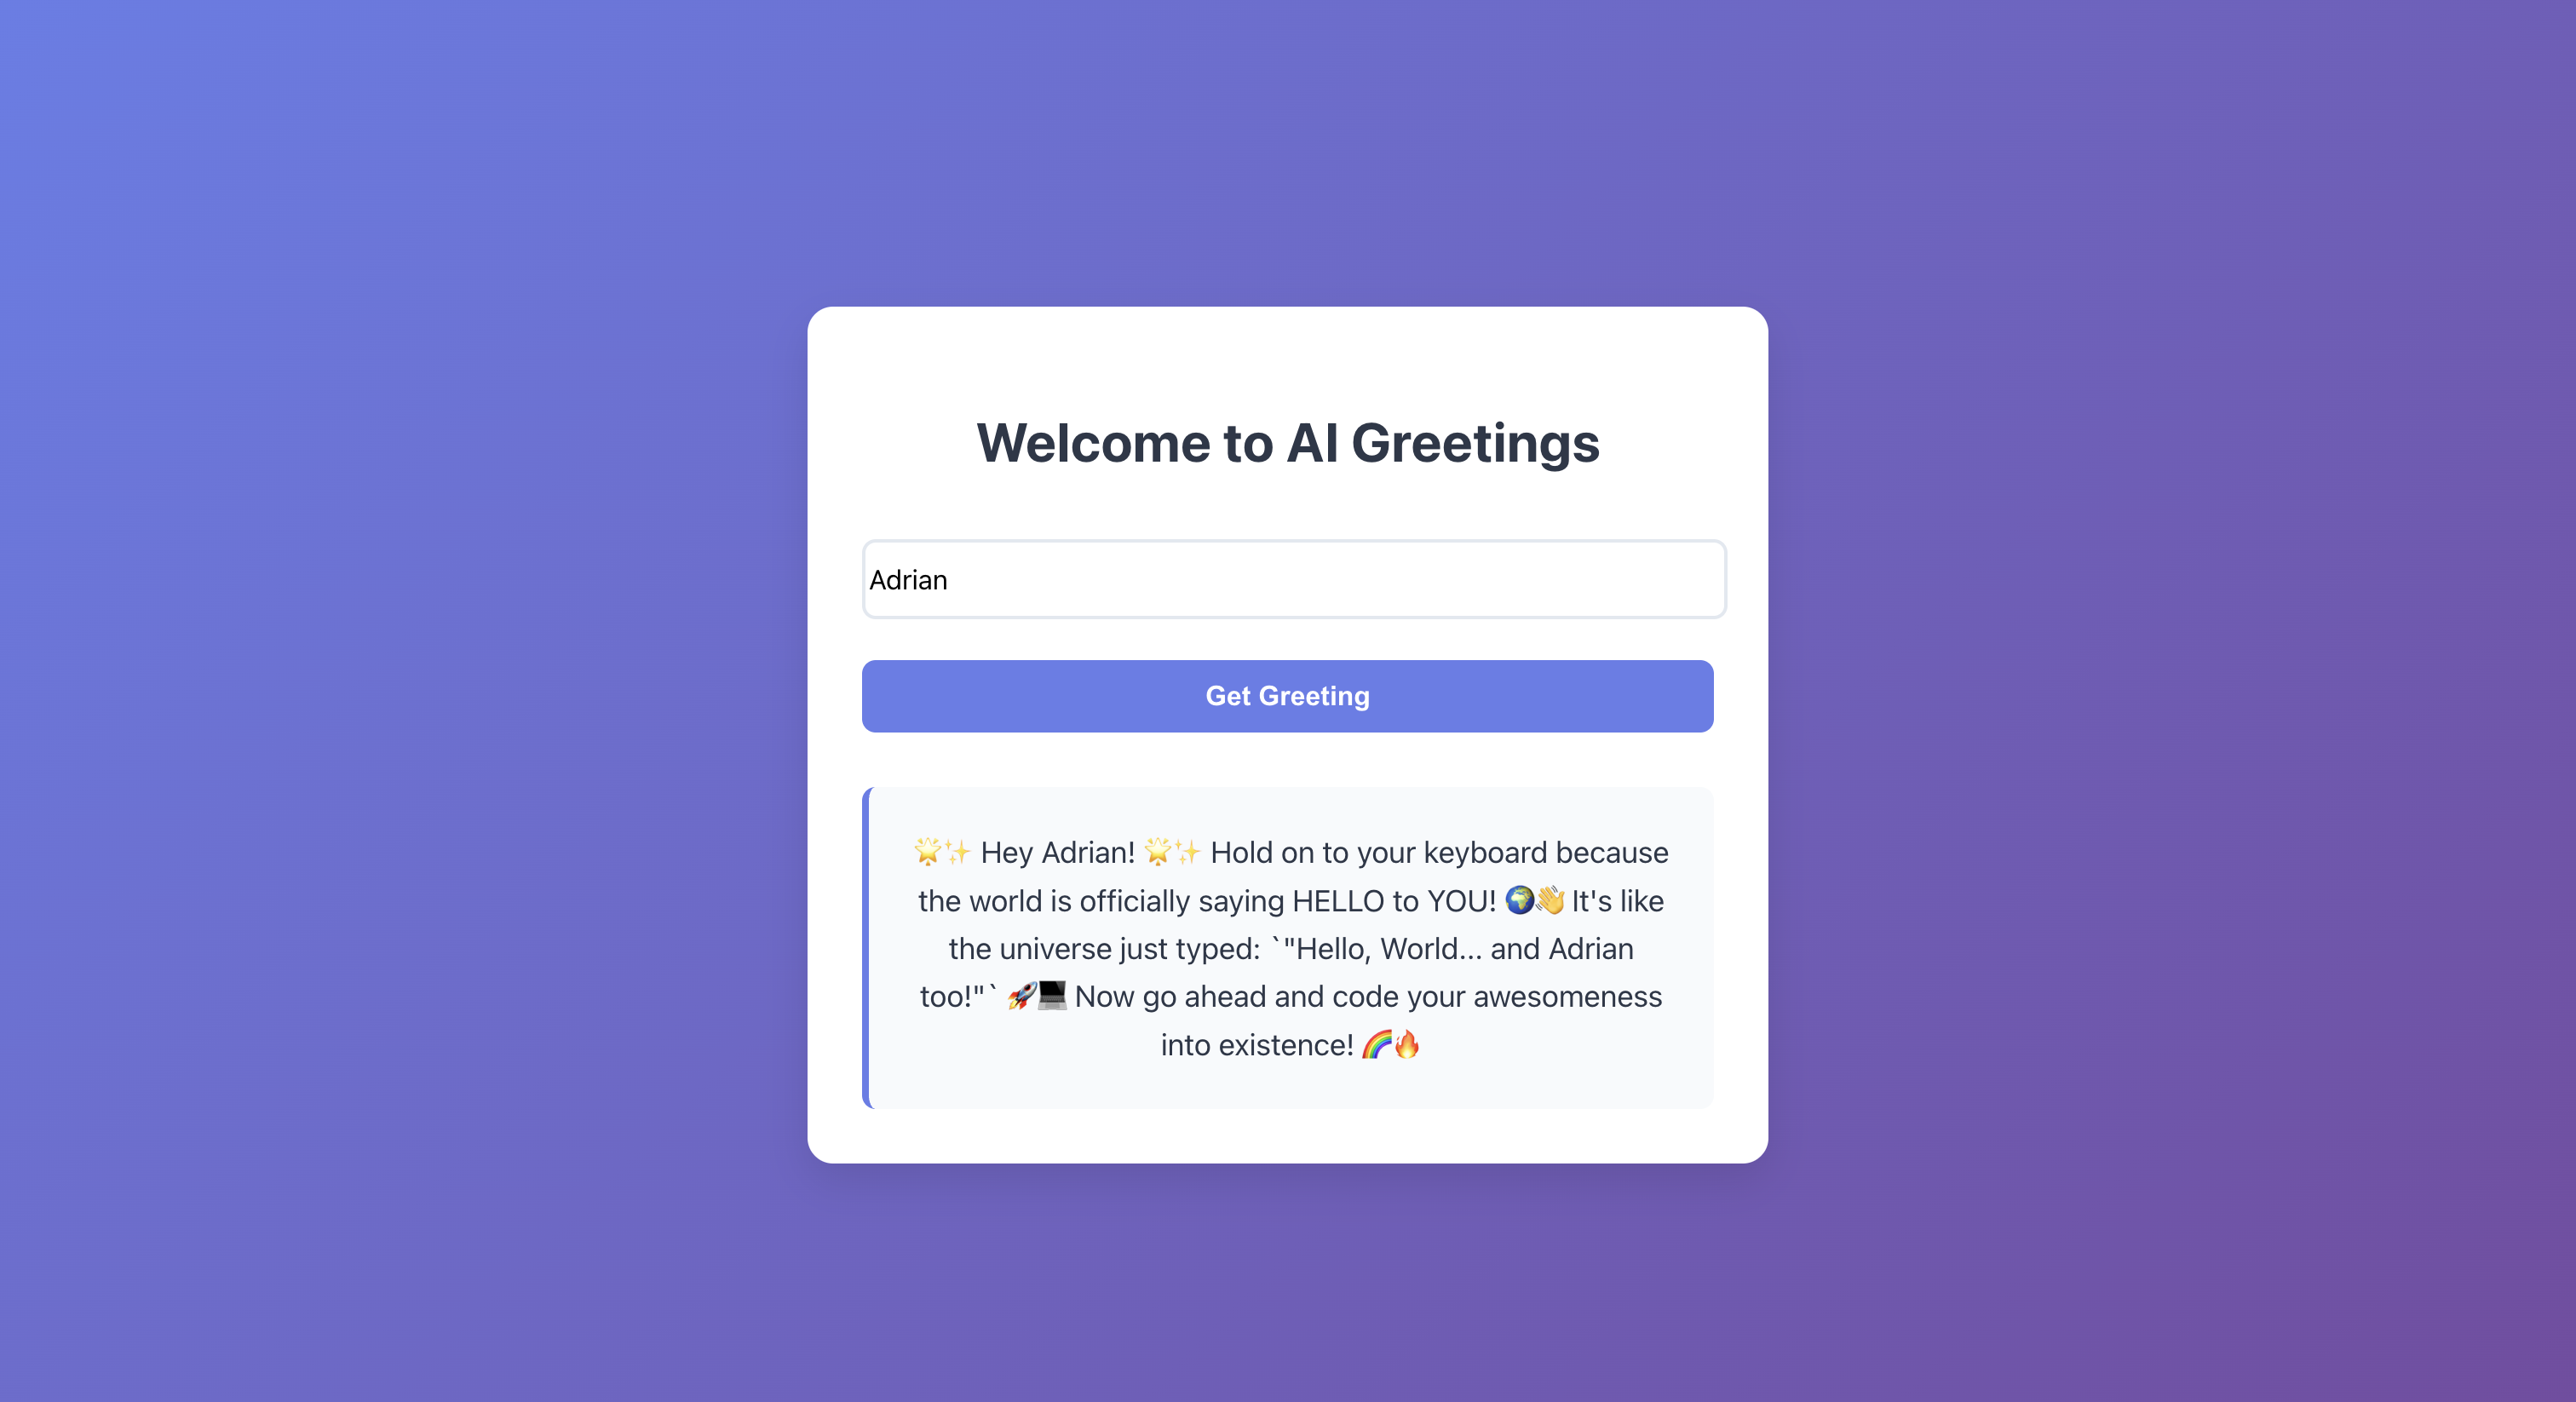 Welcome to AI Greetings
Adrian
Get Greeting
🌟✨ Hey Adrian! 🌟✨ Hold on to your keyboard because
the world is officially saying HELLO to YOU! 🌍👋 It's like
the universe just typed: `"Hello, World... and Adrian
too!"` 🚀💻 Now go ahead and code your awesomeness
into existence! 🌈🔥